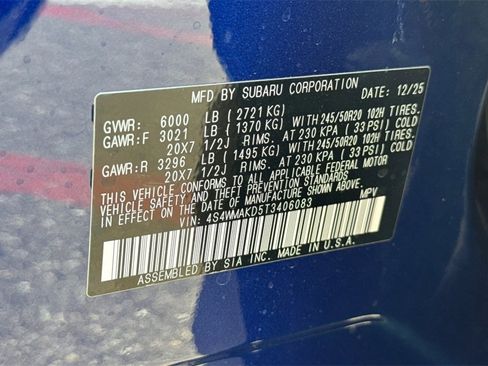 MFD BY SUBARU CORPORATION DATE: 12/25
GVWR: 6000 LB (2721 KG)
GAWR:F 3021 LB (1370 KG) WITH 245/50R20 102H TIRES.
20X7 1/2J RIMS. AT 230 KPA (33 PSI) COLD
GAWR:R 3296 LB (1495 KG) WITH 245/50R20 102H TIRES.
20X7 1/2J RIMS. AT 230 KPA (33 PSI) COLD
THIS VEHICLE CONFORMS TO ALL APPLICABLE FEDERAL MOTOR
VEHICLE SAFETY AND THEFT PREVENTION STANDARDS
IN EFFECT ON THE DATE OF MANUFACTURE SHOWN ABOVE.
VIN: 4S4WMAKD5T3406083 MPV
ASSEMBLED BY SIA INC. MADE IN U.S.A.